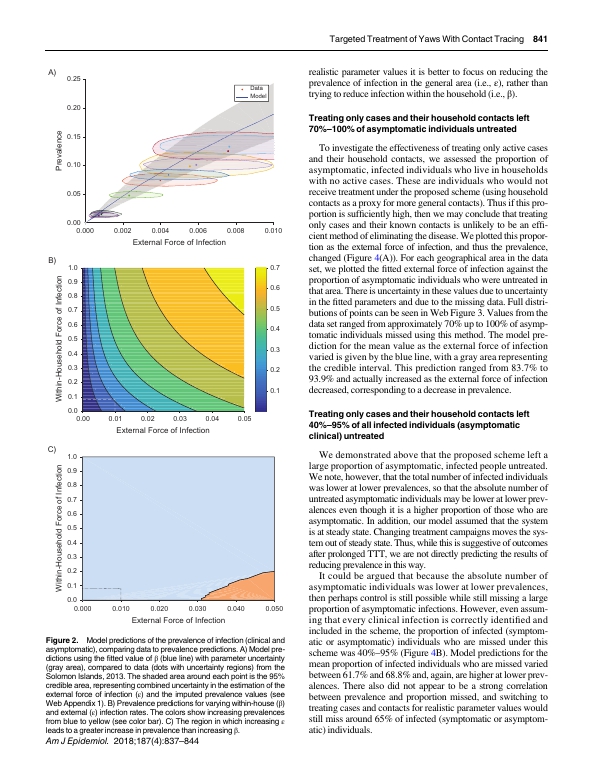 Targeted Treatment of Yaws With Contact Tracing 841
A)
0.25
0.20
0.15
0.10
0.05
0.00
Prevalence
Data
Model
0.000 0.002 0.004 0.006 0.008 0.010
External Force of Infection
B)
1.0
0.9
0.8
0.7
0.6
0.5
0.4
0.3
0.2
0.1
0.0
Within-Household Force of Infection
0.7
0.6
0.5
0.4
0.3
0.2
0.1
0.0 0.01 0.02 0.03 0.04 0.05
External Force of Infection
C)
1.0
0.9
0.8
0.7
0.6
0.5
0.4
0.3
0.2
0.1
0.0
Within-Household Force of Infection
0.000 0.010 0.020 0.030 0.040 0.050
External Force of Infection
Figure 2. Model predictions of the prevalence of infection (clinical and
asymptomatic), comparing data to prevalence predictions. A) Model pre-
dictions using the fitted value of β (blue line) with parameter uncertainty
(gray area), compared to data (dots with uncertainty regions) from the
Solomon Islands, 2013. The shaded area around each point is the 95%
credible area, representing combined uncertainty in the estimation of the
external force of infection (ε) and the imputed prevalence values (see
Web Appendix 1). B) Prevalence predictions for varying within-house (β)
and external (ε) infection rates. The colors show increasing prevalences
from blue to yellow (see color bar). C) The region in which increasing ε
leads to a greater increase in prevalence than increasing β.
Am J Epidemiol. 2018;187(4):837–844
realistic parameter values it is better to focus on reducing the
prevalence of infection in the general area (i.e., ε), rather than
trying to reduce infection within the household (i.e., β).
Treating only cases and their household contacts left
70%–100% of asymptomatic individuals untreated
To investigate the effectiveness of treating only active cases
and their household contacts, we assessed the proportion of
asymptomatic, infected individuals who live in households
with no active cases. These are individuals who would not
receive treatment under the proposed scheme (using household
contacts as a proxy for more general contacts). Thus if this pro-
portion is sufficiently high, then we may conclude that treating
only cases and their known contacts is unlikely to be an effi-
cient method of eliminating the disease. We plotted this propor-
tion as the external force of infection, and thus the prevalence,
changed (Figure 4(A)). For each geographical area in the data
set, we plotted the fitted external force of infection against the
proportion of asymptomatic individuals who were untreated in
that area. There is uncertainty in these values due to uncertainty
in the fitted parameters and due to the missing data. Full distri-
butions of points can be seen in Web Figure 3. Values from the
data set ranged from approximately 70% up to 100% of asymp-
tomatic individuals missed using this method. The model pre-
diction for the mean value as the external force of infection
varied is given by the blue line, with a gray area representing
the credible interval. This prediction ranged from 83.7% to
93.9% and actually increased as the external force of infection
decreased, corresponding to a decrease in prevalence.
Treating only cases and their household contacts left
40%–95% of all infected individuals (asymptomatic
clinical) untreated
We demonstrated above that the proposed scheme left a
large proportion of asymptomatic, infected people untreated.
We note, however, that the total number of infected individuals
was lower at lower prevalences, so that the absolute number of
untreated asymptomatic individuals may be lower at lower prev-
alences even though it is a higher proportion of those who are
asymptomatic. In addition, our model assumed that the system
is at steady state. Changing treatment campaigns moves the sys-
tem out of steady state. Thus, while this is suggestive of outcomes
after prolonged TTT, we are not directly predicting the results of
reducing prevalence in this way.
It could be argued that because the absolute number of
asymptomatic individuals was lower at lower prevalences,
then perhaps control is still possible while still missing a large
proportion of asymptomatic infections. However, even assum-
ing that every clinical infection is correctly identified and
included in the scheme, the proportion of infected (symptom-
atic or asymptomatic) individuals who are missed under this
scheme was 40%–95% (Figure 4B). Model predictions for the
mean proportion of infected individuals who are missed varied
between 61.7% and 68.8% and, again, are higher at lower prev-
alences. There also did not appear to be a strong correlation
between prevalence and proportion missed, and switching to
treating cases and contacts for realistic parameter values would
still miss around 65% of infected (symptomatic or asymptom-
atic) individuals.